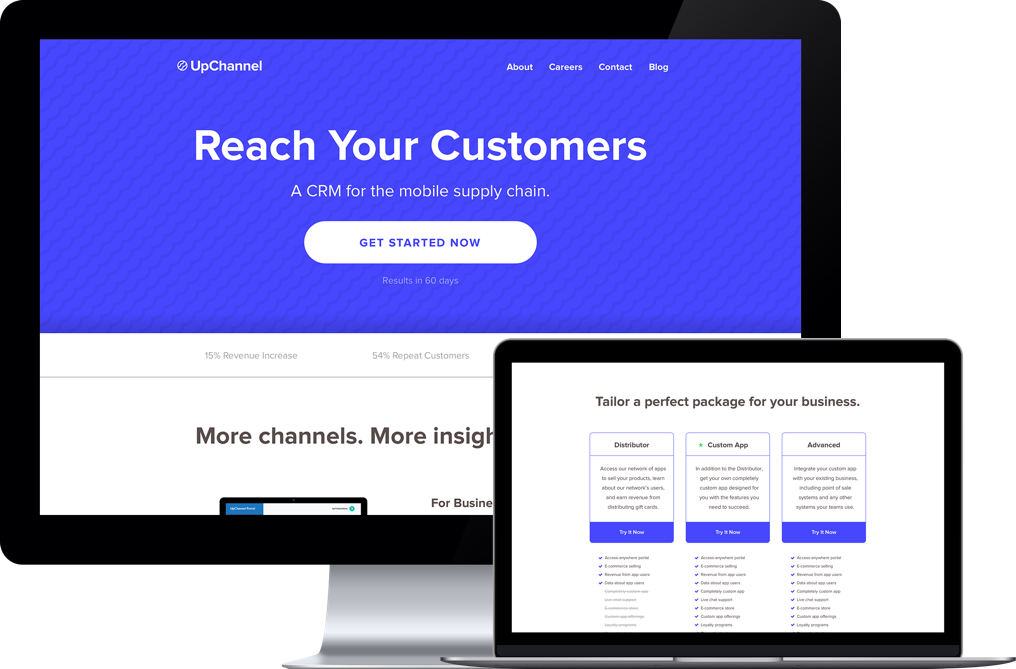 UpChannel
About Careers Contact Blog
Reach Your Customers
A CRM for the mobile supply chain.
GET STARTED NOW
Results in 60 days
15% Revenue Increase 54% Repeat Customers
More channels. More insigh
For Busine
UpChannel Portal
Tailor a perfect package for your business.
Distributor
Access our network of apps
to sell your products, learn
about our network's users,
and earn revenue from
distributing gift cards.
Try It Now
Access-anywhere portal
E-commerce selling
Revenue from app users
Data about app users
Completely custom app
Live chat support
E-commerce store
Custom app offerings
Loyalty programs
Custom App
In addition to the Distributor,
get your own completely
custom app designed for
you with the features you
need to succeed.
Try It Now
Access-anywhere portal
E-commerce selling
Revenue from app users
Data about app users
Completely custom app
Live chat support
E-commerce store
Custom app offerings
Loyalty programs
Advanced
Integrate your custom app
with your existing business,
including point of sale
systems and any other
systems your teams use.
Try It Now
Access-anywhere portal
E-commerce selling
Revenue from app users
Data about app users
Completely custom app
Live chat support
E-commerce store
Custom app offerings
Loyalty programs